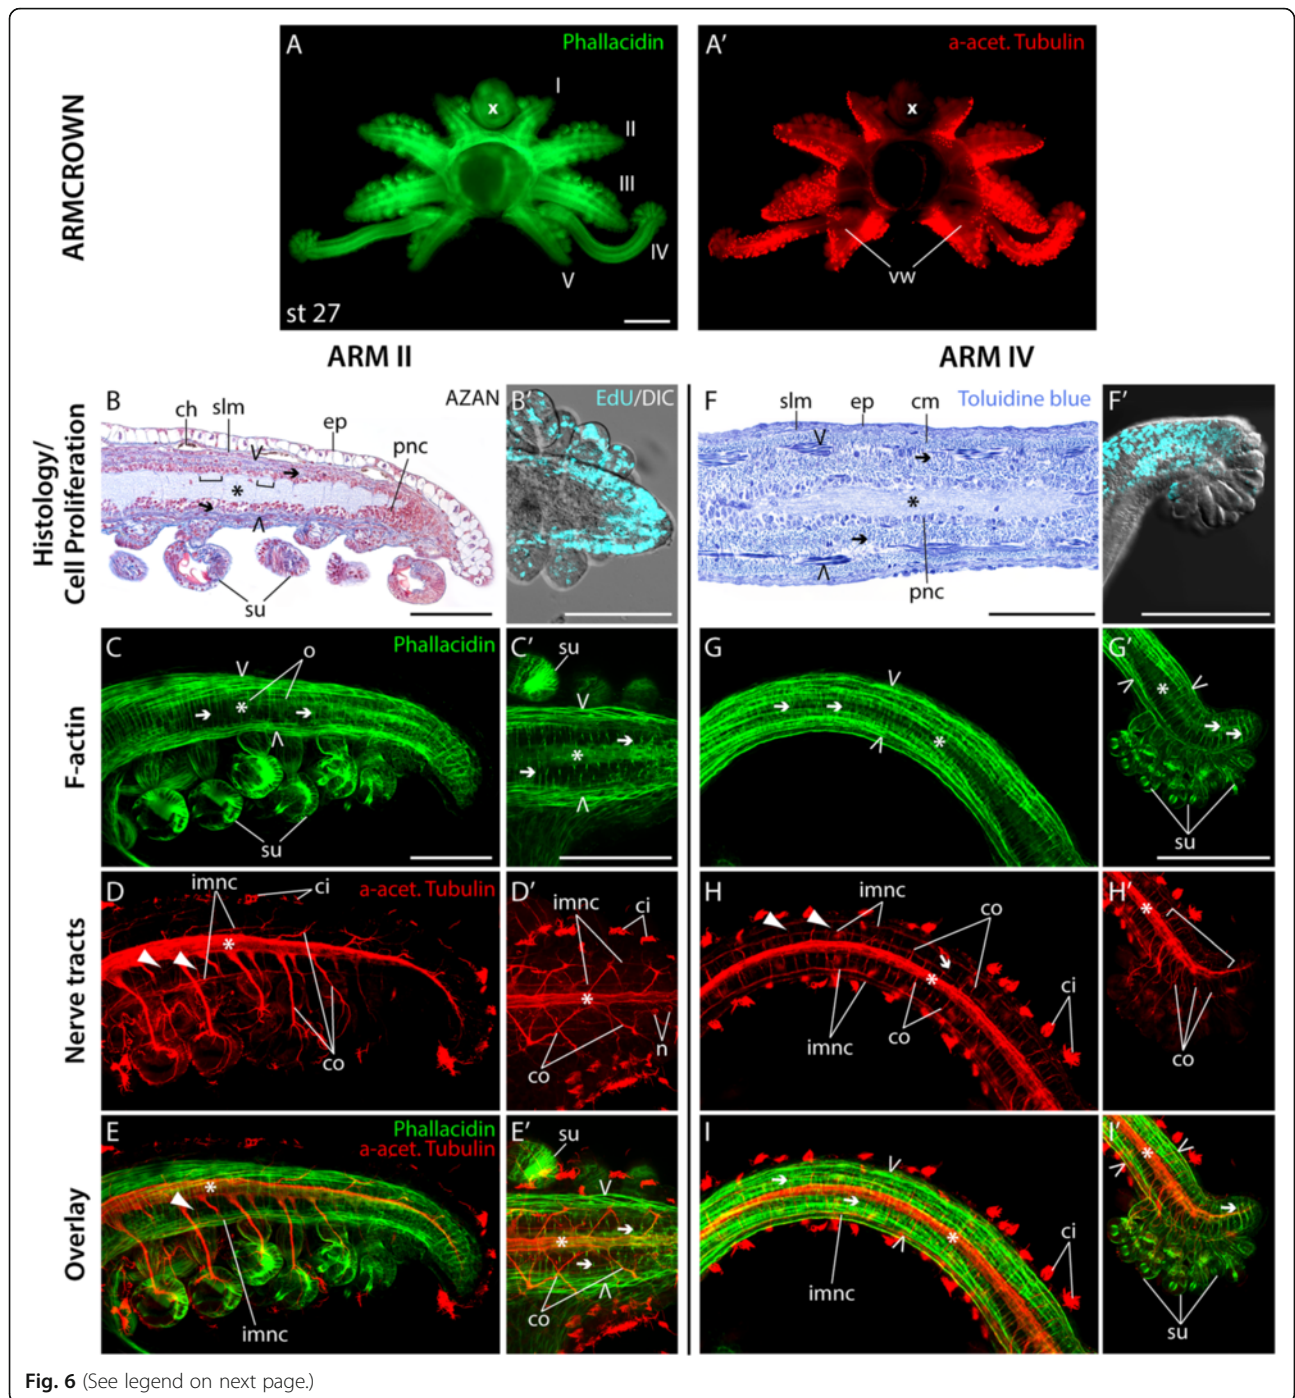 ARMCROWN
A
Phallacidin
x
I
II
III
IV
V
st 27
A'
a-acet. Tubulin
x
vw
ARM II
ARM IV
Histology/
Cell Proliferation
B
AZAN
ch
slm
ep
pnc
V
*
V
su
B'
EdU/DIC
F
Toluidine blue
slm
ep
cm
V
*
V
pnc
F'
F-actin
C
Phallacidin
V
o
*
V
su
C'
su
V
*
V
G
V
*
V
G'
V
*
V
su
Nerve tracts
D
a-acet. Tubulin
imnc
ci
*
co
D'
imnc
ci
*
co
n
H
imnc
co
*
ci
imnc
co
H'
*
co
Overlay
E
Phallacidin
a-acet. Tubulin
*
imnc
E'
su
V
*
V
co
I
V
*
V
ci
imnc
I'
V
*
V
su
Fig. 6 (See legend on next page.)